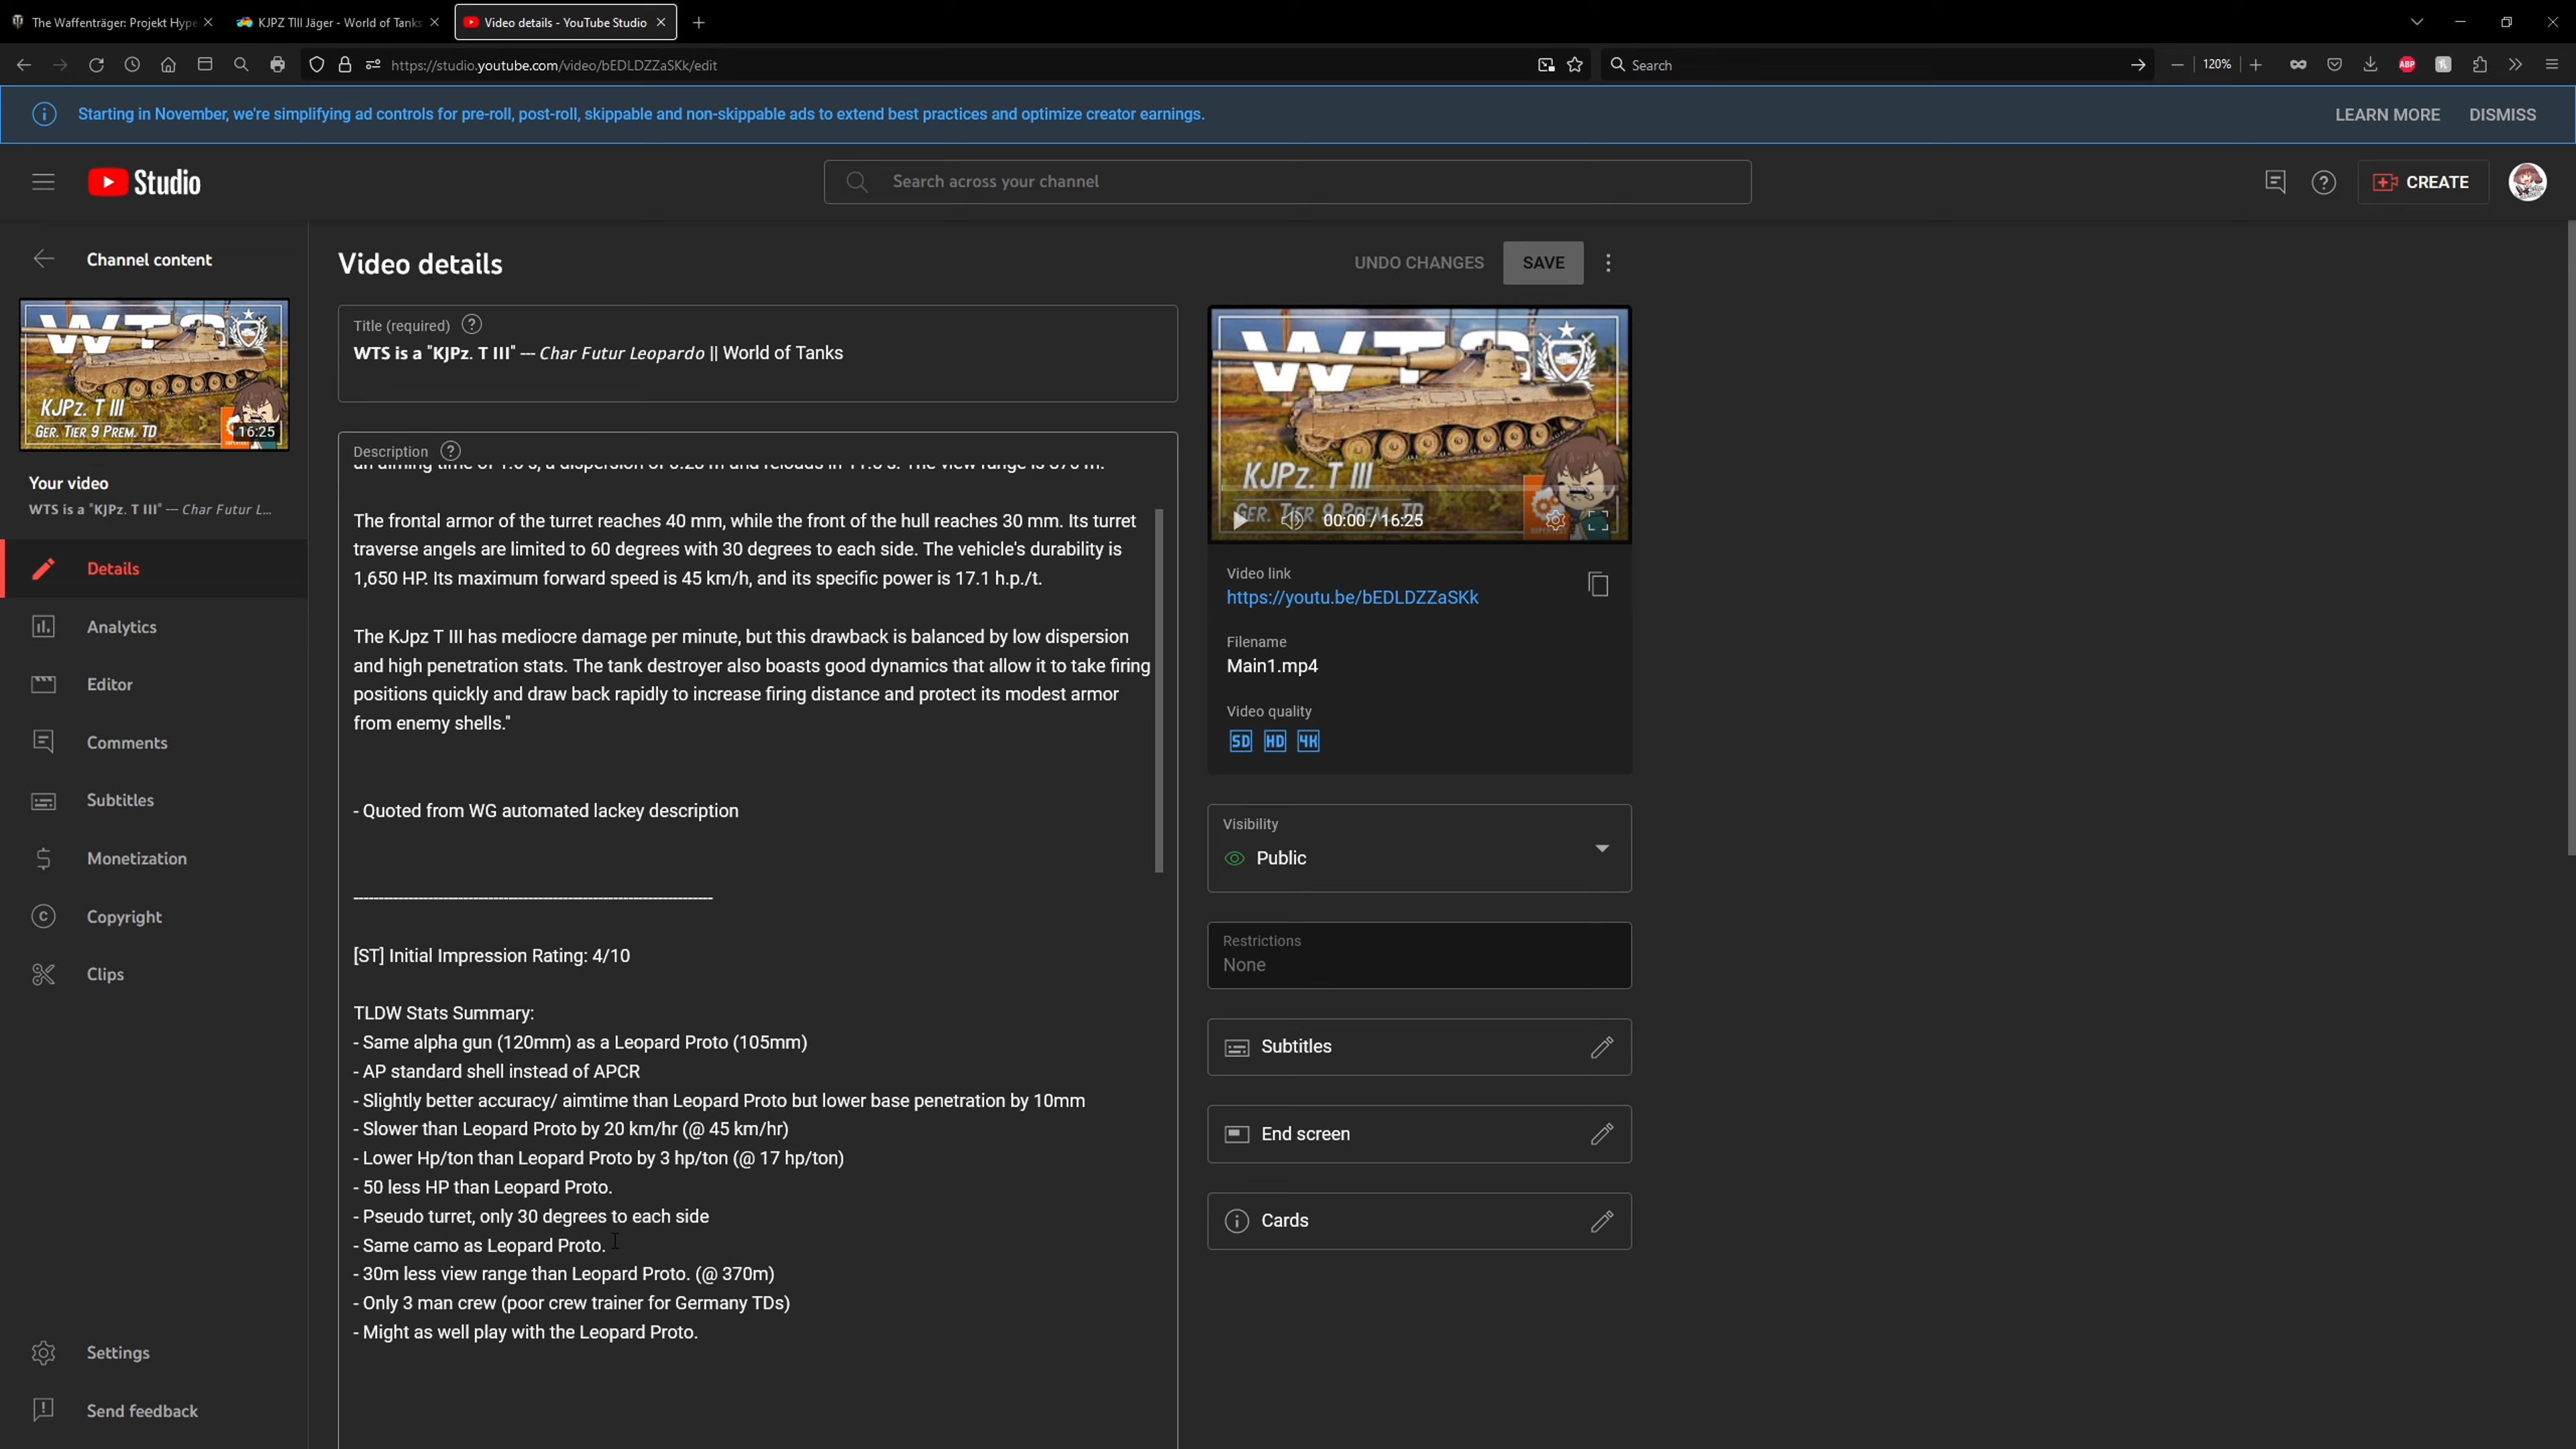 The Waffenträger: Projekt Hype
KJPZ TIII Jäger - World of Tanks
Video details - YouTube Studio
https://studio.youtube.com/video/bEDLDZZaSKk/edit
Search
120%
ABP
Starting in November, we're simplifying ad controls for pre-roll, post-roll, skippable and non-skippable ads to extend best practices and optimize creator earnings.
LEARN MORE
DISMISS
Studio
Search across your channel
CREATE
Channel content
WTS
KJPz. T III
GER. TIER 9 PREM. TD
16:25
Your video
WTS is a "KJPz. T III" — Char Futur L...
Details
Analytics
Editor
Comments
Subtitles
Monetization
Copyright
Clips
Settings
Send feedback
Video details
UNDO CHANGES
SAVE
Title (required)
WTS is a "KJPz. T III" — Char Futur Leopardo || World of Tanks
Description
The frontal armor of the turret reaches 40 mm, while the front of the hull reaches 30 mm. Its turret
traverse angels are limited to 60 degrees with 30 degrees to each side. The vehicle's durability is
1,650 HP. Its maximum forward speed is 45 km/h, and its specific power is 17.1 h.p./t.
The KJpz T III has mediocre damage per minute, but this drawback is balanced by low dispersion
and high penetration stats. The tank destroyer also boasts good dynamics that allow it to take firing
positions quickly and draw back rapidly to increase firing distance and protect its modest armor
from enemy shells."
- Quoted from WG automated lackey description
------------------------------------------------------------------------
[ST] Initial Impression Rating: 4/10
TLDW Stats Summary:
- Same alpha gun (120mm) as a Leopard Proto (105mm)
- AP standard shell instead of APCR
- Slightly better accuracy/ aimtime than Leopard Proto but lower base penetration by 10mm
- Slower than Leopard Proto by 20 km/hr (@ 45 km/hr)
- Lower Hp/ton than Leopard Proto by 3 hp/ton (@ 17 hp/ton)
- 50 less HP than Leopard Proto.
- Pseudo turret, only 30 degrees to each side
- Same camo as Leopard Proto.
- 30m less view range than Leopard Proto. (@ 370m)
- Only 3 man crew (poor crew trainer for Germany TDs)
- Might as well play with the Leopard Proto.
WTS
KJPz. T III
GER. TIER 9 PREM. TD
00:00 / 16:25
Video link
https://youtu.be/bEDLDZZaSKk
Filename
Main1.mp4
Video quality
SD HD 4K
Visibility
Public
Restrictions
None
Subtitles
End screen
Cards